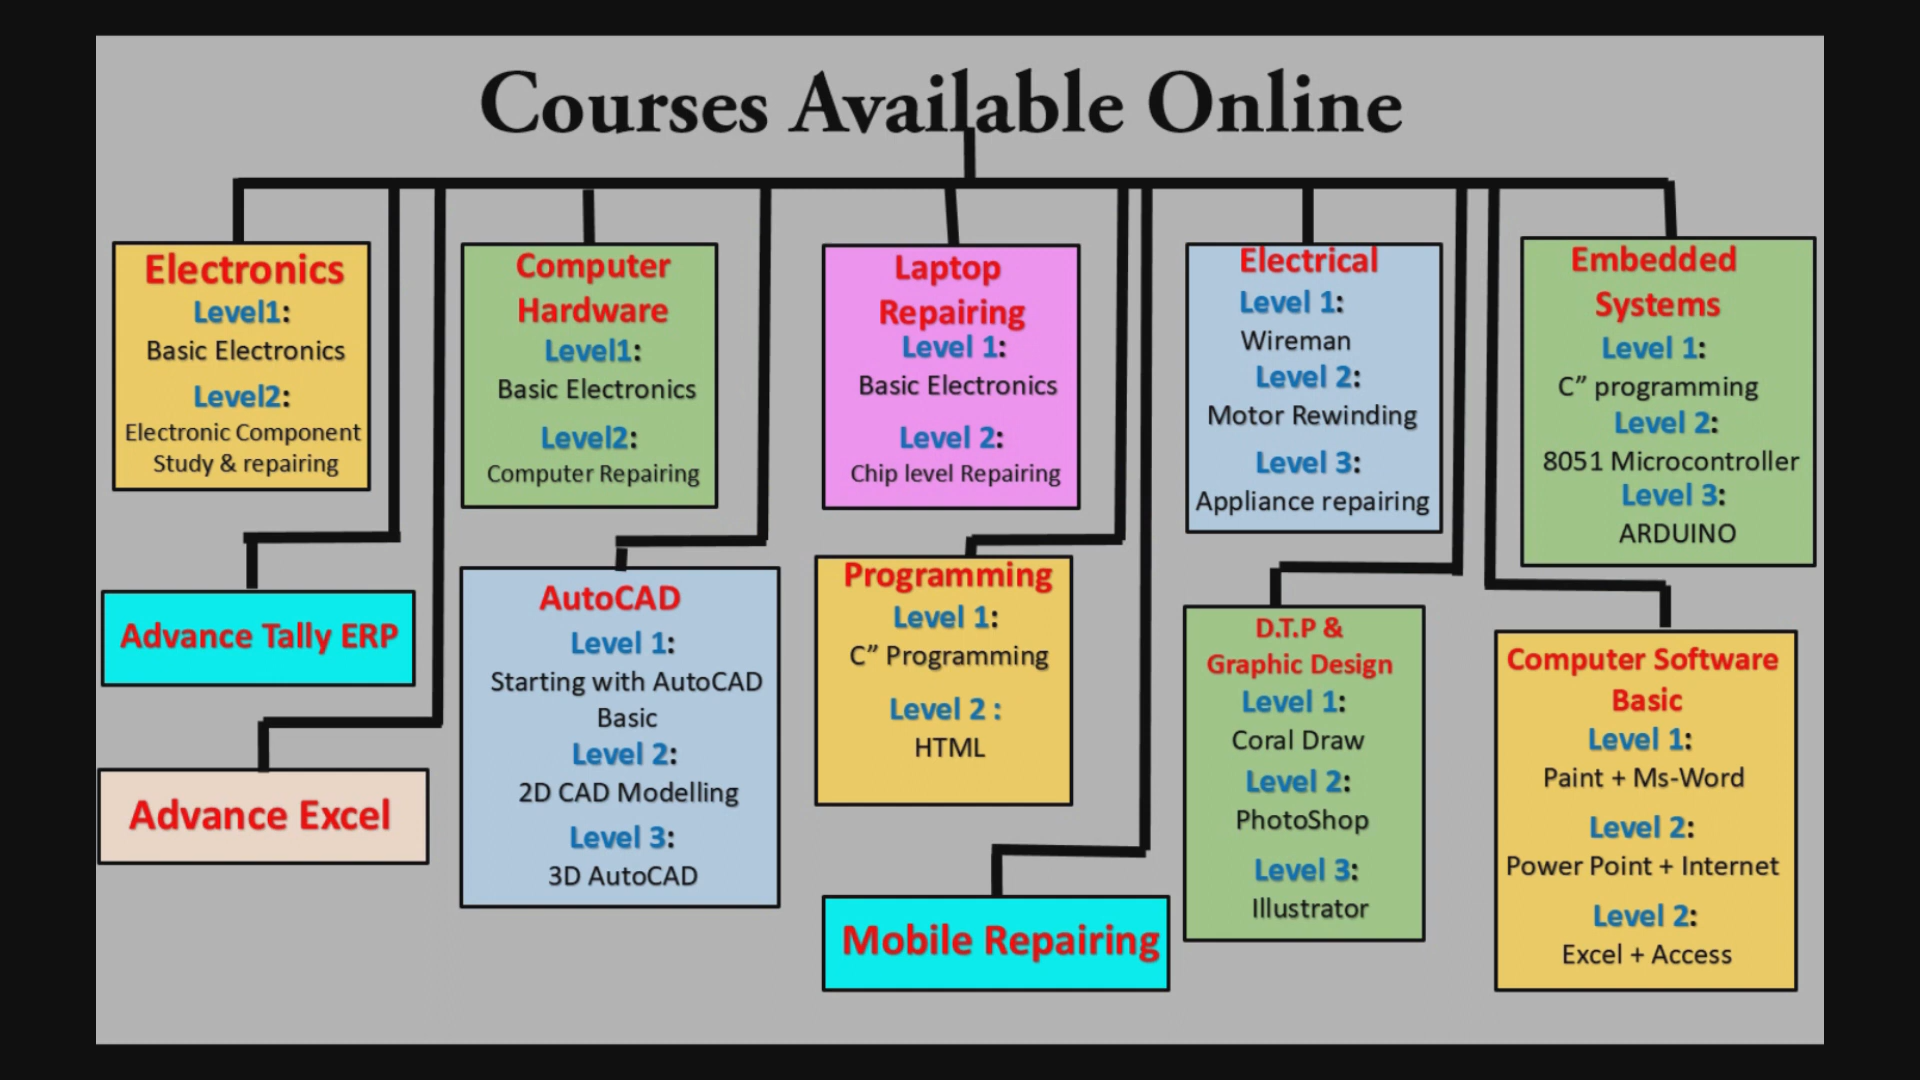 Courses Available Online
Electronics
Level1:
Basic Electronics
Level2:
Electronic Component
Study & repairing
Computer
Hardware
Level1:
Basic Electronics
Level2:
Computer Repairing
Laptop
Repairing
Level 1:
Basic Electronics
Level 2:
Chip level Repairing
Electrical
Level 1:
Wireman
Level 2:
Motor Rewinding
Level 3:
Appliance repairing
Embedded
Systems
Level 1:
C” programming
Level 2:
8051 Microcontroller
Level 3:
ARDUINO
Advance Tally ERP
Advance Excel
AutoCAD
Level 1:
Starting with AutoCAD
Basic
Level 2:
2D CAD Modelling
Level 3:
3D AutoCAD
Programming
Level 1:
C” Programming
Level 2 :
HTML
Mobile Repairing
D.T.P &
Graphic Design
Level 1:
Coral Draw
Level 2:
PhotoShop
Level 3:
Illustrator
Computer Software
Basic
Level 1:
Paint + Ms-Word
Level 2:
Power Point + Internet
Level 2:
Excel + Access